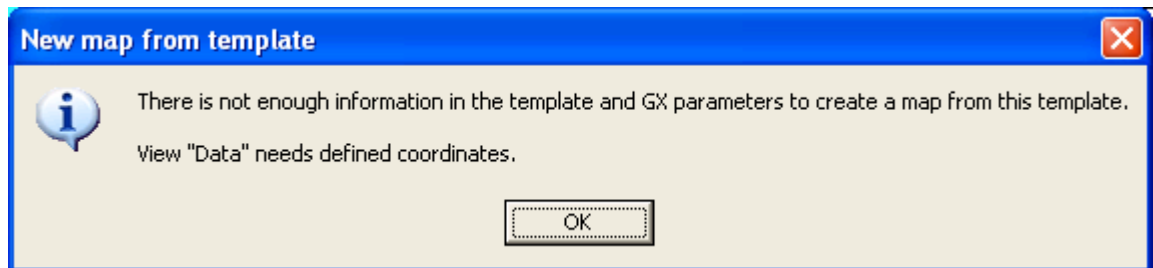 New map from template
There is not enough information in the template and GX parameters to create a map from this template.
View "Data" needs defined coordinates.
OK